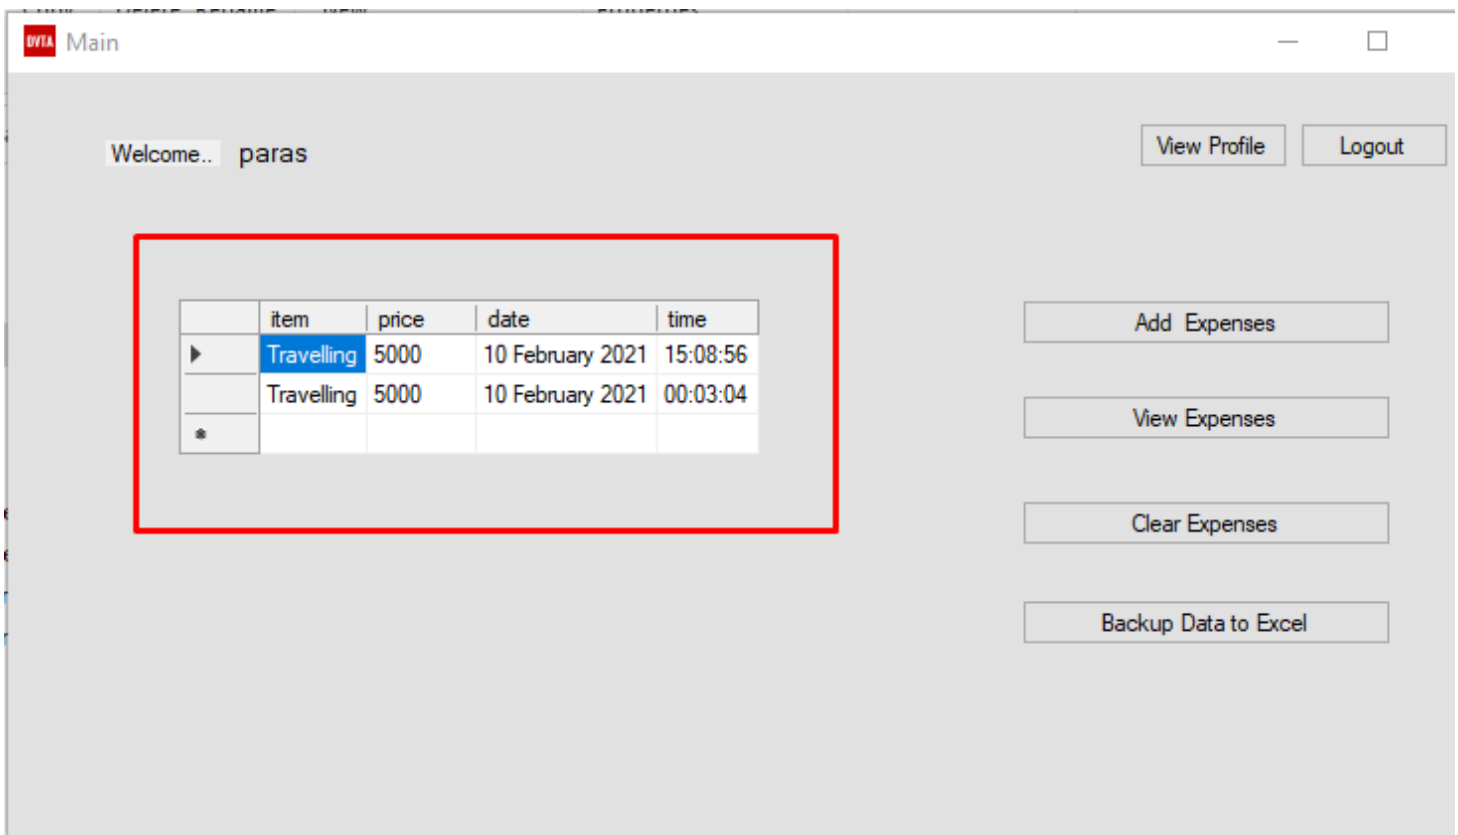 DVTA Main
Welcome.. paras
View Profile
Logout
item price date time
Travelling 5000 10 February 2021 15:08:56
Travelling 5000 10 February 2021 00:03:04
Add Expenses
View Expenses
Clear Expenses
Backup Data to Excel